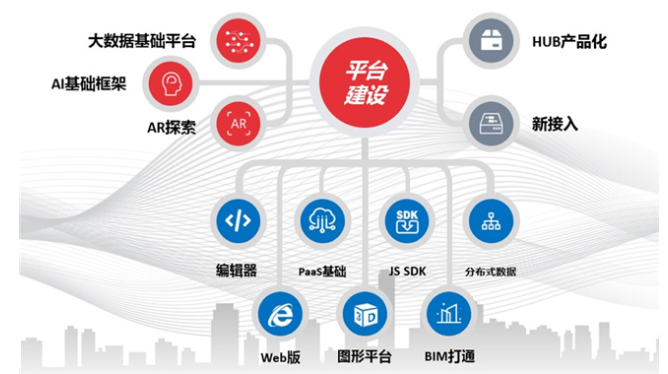 大数据基础平台
HUB产品化
平台
建设
AI基础框架
AR探索
AR
新接入
SDK
编辑器
PaaS基础
JS SDK
分布式数据
3D
Web版
图形平台
BIM打通